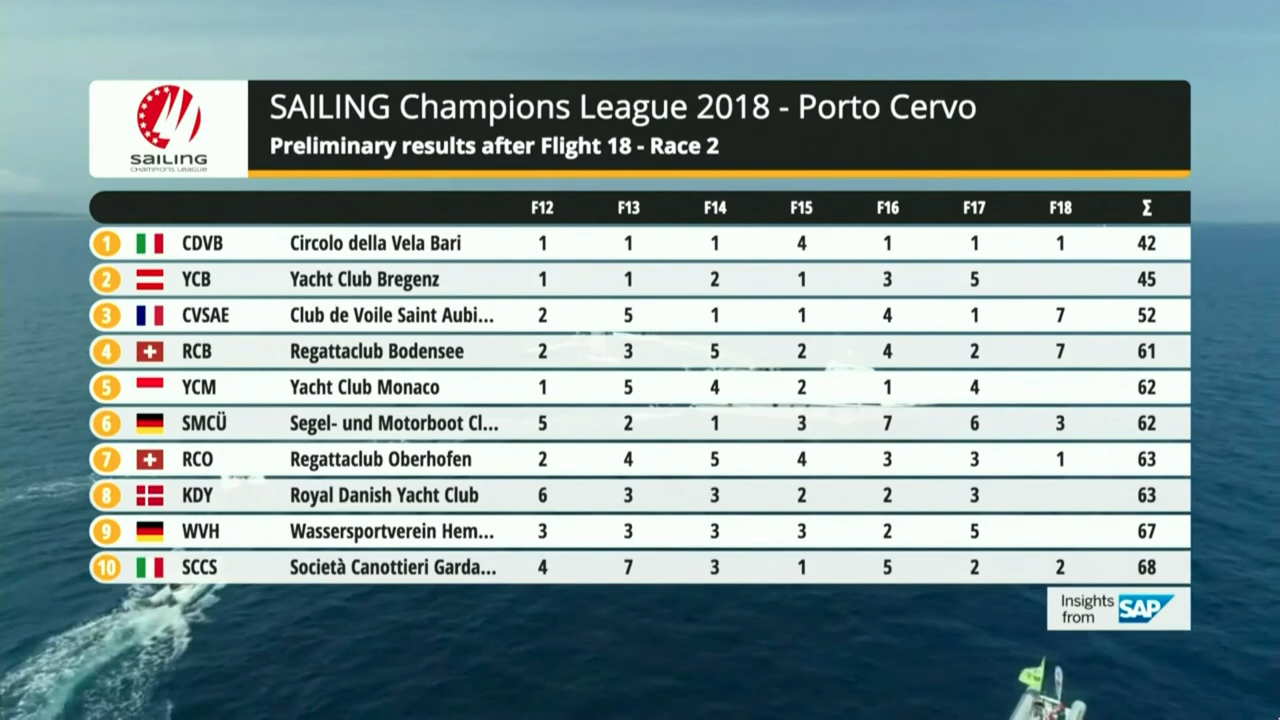 SAILING Champions League 2018 - Porto Cervo
Preliminary results after Flight 18 - Race 2
SAILING
CHAMPIONS LEAGUE
F12 F13 F14 F15 F16 F17 F18 Σ
1 CDVB Circolo della Vela Bari 1 1 1 4 1 1 1 42
2 YCB Yacht Club Bregenz 1 1 2 1 3 5 45
3 CVSAE Club de Voile Saint Aubi... 2 5 1 1 4 1 7 52
4 RCB Regattaclub Bodensee 2 3 5 2 4 2 7 61
5 YCM Yacht Club Monaco 1 5 4 2 1 4 62
6 SMCÜ Segel- und Motorboot Cl... 5 2 1 3 7 6 3 62
7 RCO Regattaclub Oberhofen 2 4 5 4 3 3 1 63
8 KDY Royal Danish Yacht Club 6 3 3 2 2 3 63
9 WVH Wassersportverein Hem... 3 3 3 3 2 5 67
10 SCCS Società Canottieri Garda... 4 7 3 1 5 2 2 68
Insights
from SAP